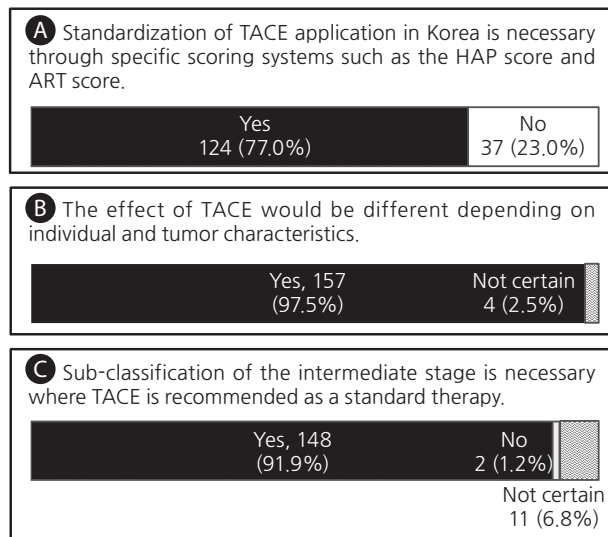 A Standardization of TACE application in Korea is necessary
through specific scoring systems such as the HAP score and
ART score.
Yes
124 (77.0%)
No
37 (23.0%)
B The effect of TACE would be different depending on
individual and tumor characteristics.
Yes, 157
(97.5%)
Not certain
4 (2.5%)
C Sub-classification of the intermediate stage is necessary
where TACE is recommended as a standard therapy.
Yes, 148
(91.9%)
No
2 (1.2%)
Not certain
11 (6.8%)